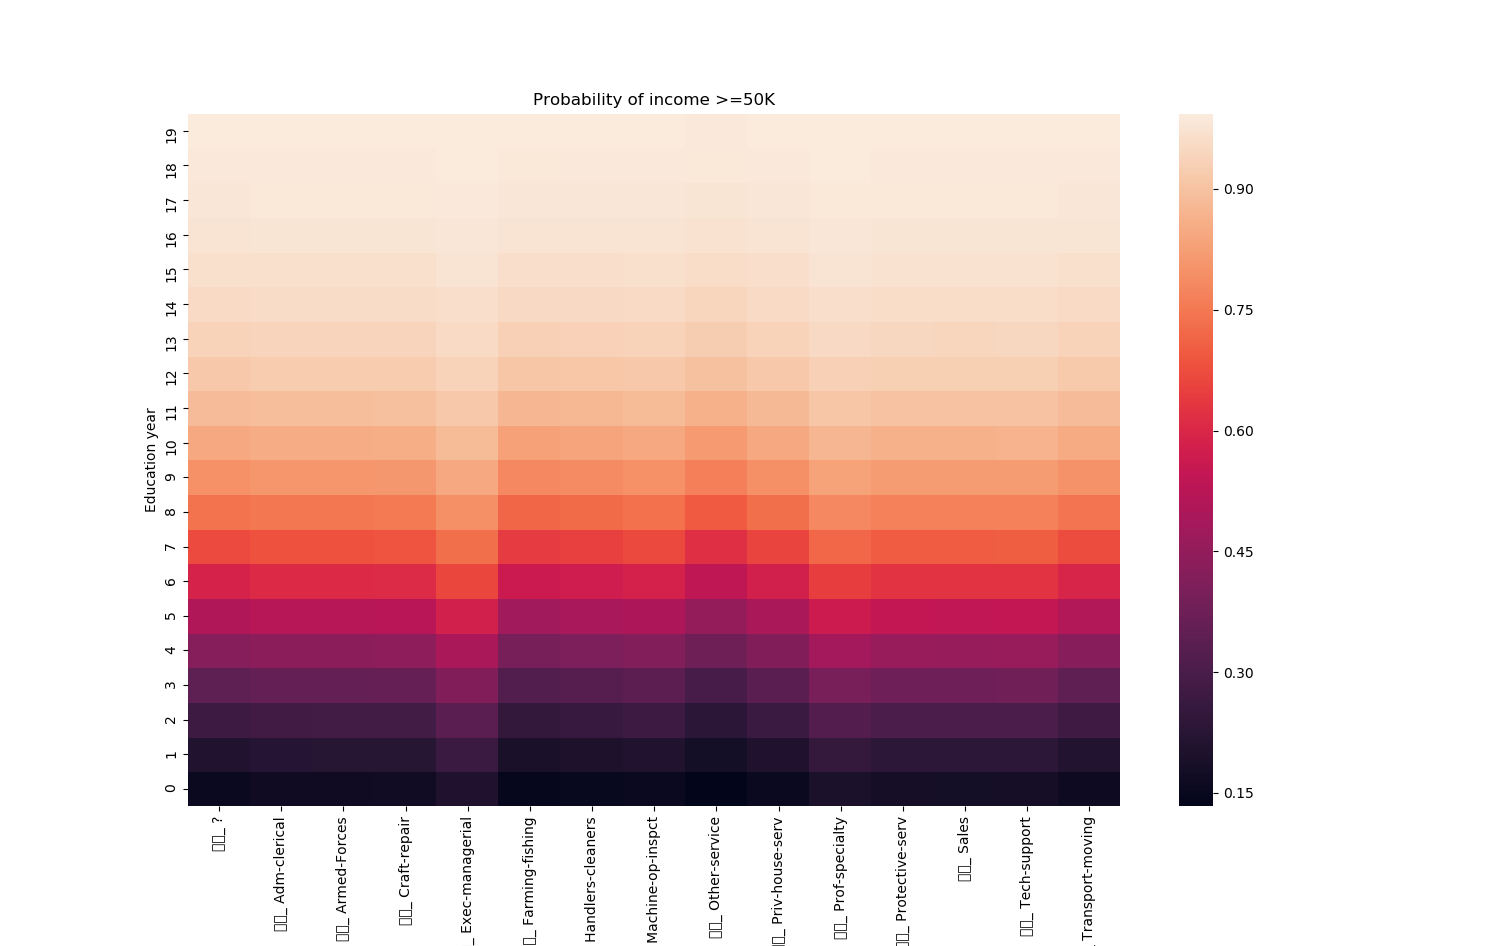 Probability of income >=50K
Education year
19
18
17
16
15
14
13
12
11
10
9
8
7
6
5
4
3
2
1
0
0.90
0.75
0.60
0.45
0.30
0.15
□□_ ?
□□_ Adm-clerical
□□_ Armed-Forces
□□_ Craft-repair
_ Exec-managerial
□_ Farming-fishing
Handlers-cleaners
Machine-op-inspct
□□_ Other-service
□□_ Priv-house-serv
□□_ Prof-specialty
□□_ Protective-serv
□□_ Sales
□□_ Tech-support
_ Transport-moving